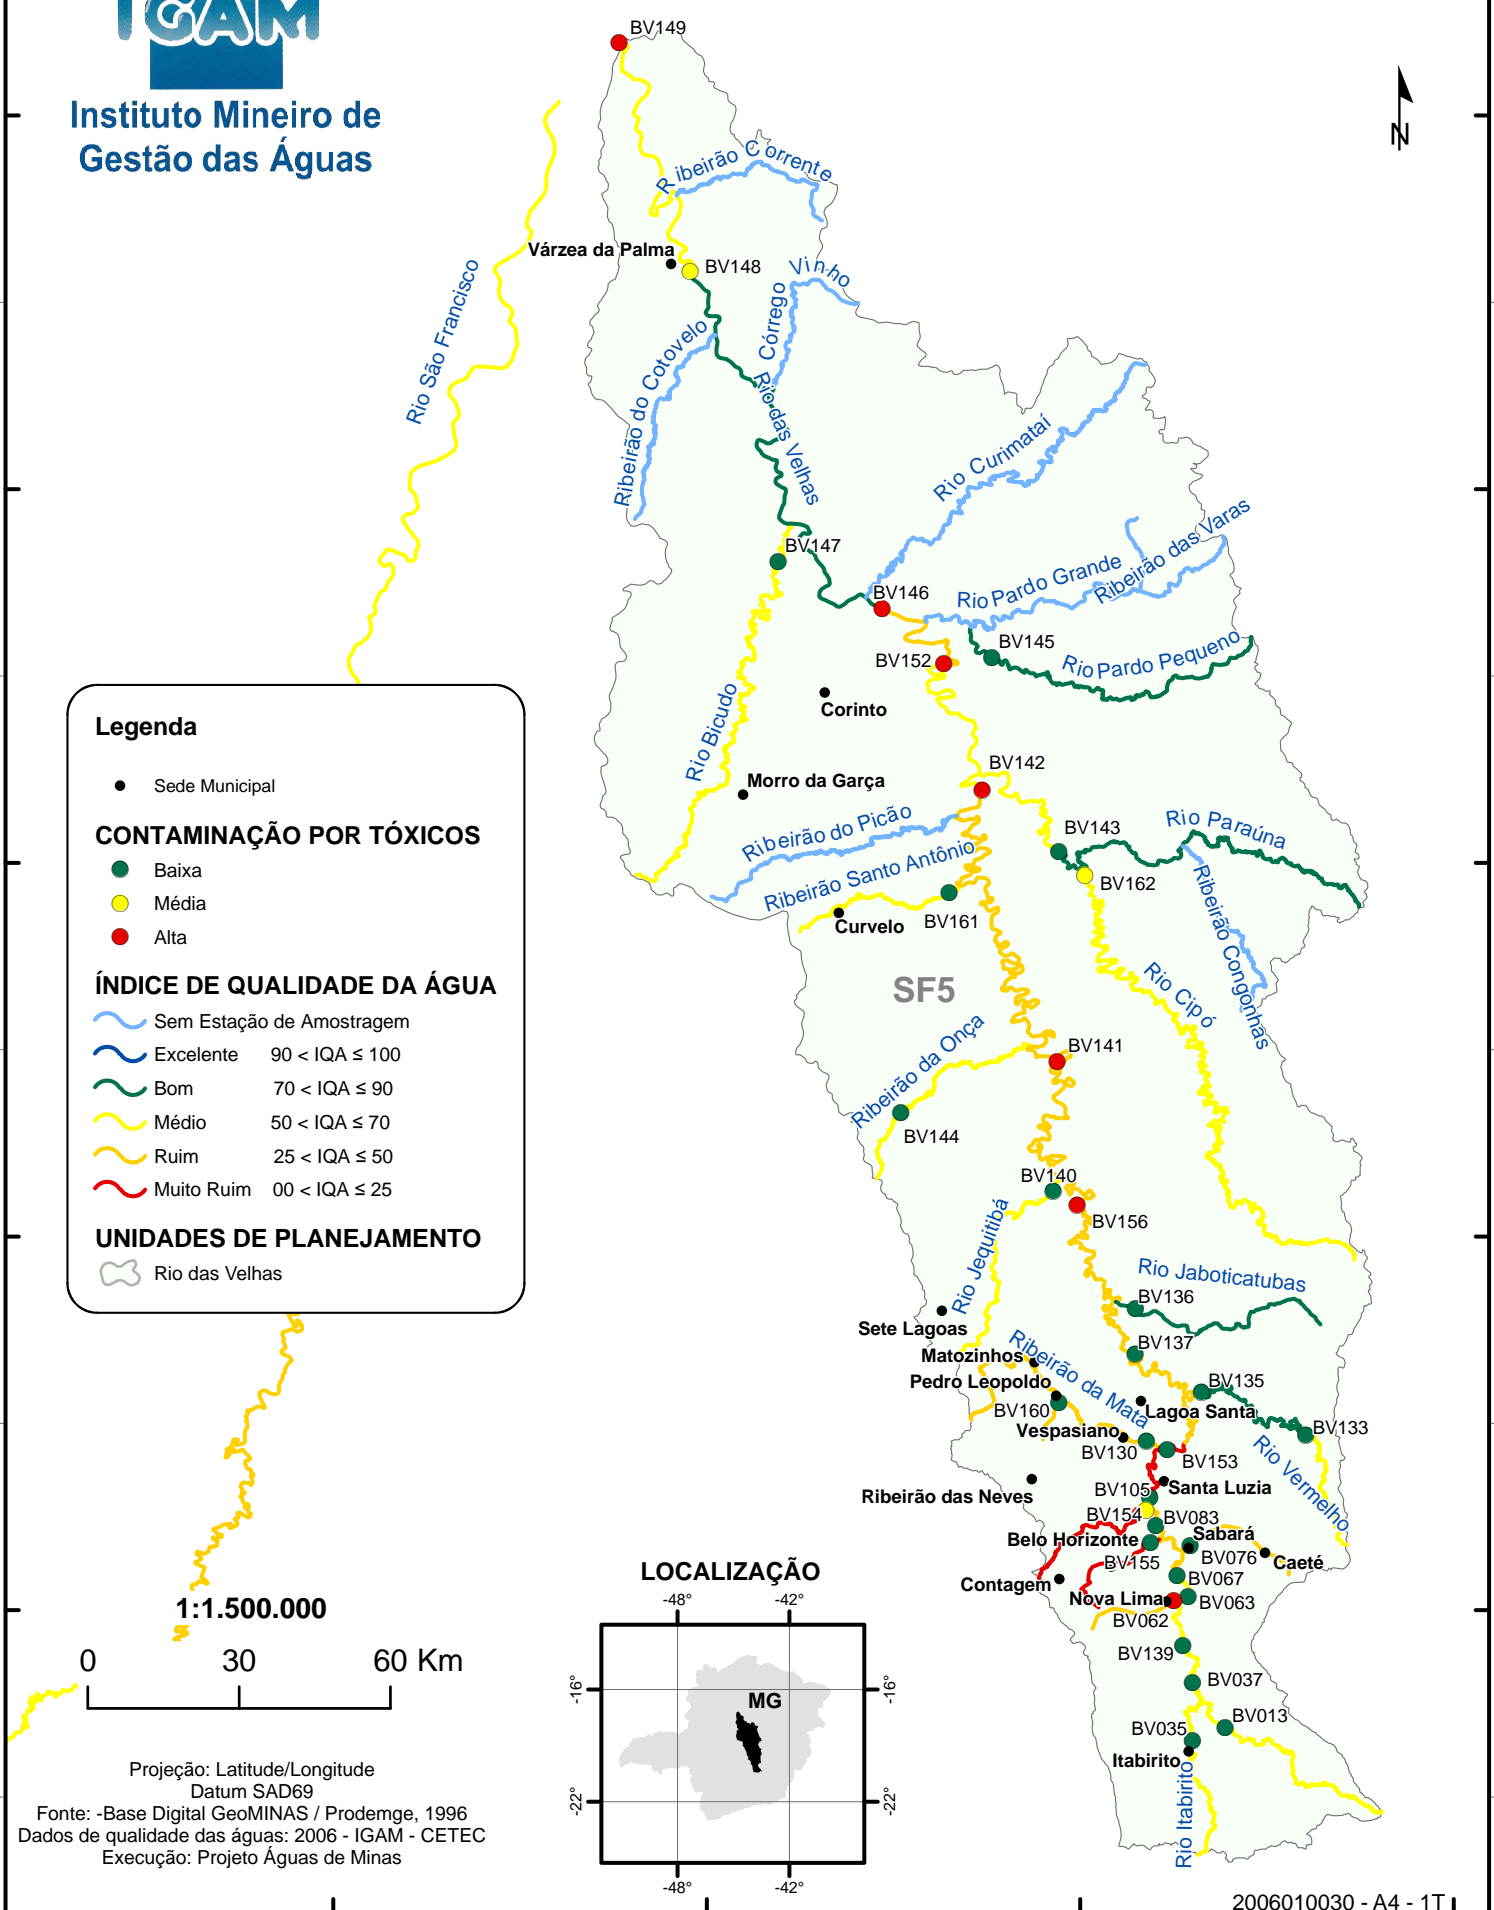 IGAM
Instituto Mineiro de
Gestão das Águas
N
BV149
Ribeirão Corrente
Várzea da Palma
BV148
Córrego Vinho
Rio São Francisco
Ribeirão do Cotovelo
Rio das Velhas
Rio Curimataí
BV147
BV146
Rio Pardo Grande
Ribeirão das Varas
BV152
BV145
Rio Pardo Pequeno
Corinto
Rio Bicudo
BV142
Morro da Garça
Ribeirão do Picão
BV143
Rio Paraúna
Ribeirão Santo Antônio
BV162
Ribeirão Congonhas
BV161
Curvelo
SF5
Rio Cipó
Ribeirão da Onça
BV141
BV144
BV140
BV156
Rio Jequitibá
Rio Jaboticatubas
BV136
Sete Lagoas
Ribeirão da Mata
BV137
Matozinhos
Pedro Leopoldo
BV135
BV160
Lagoa Santa
Vespasiano
BV133
BV130
BV153
Rio Vermelho
Ribeirão das Neves
BV105
Santa Luzia
BV154
BV083
Belo Horizonte
Sabará
BV155
BV076
Caeté
Contagem
BV067
Nova Lima
BV063
BV062
BV139
BV037
BV035
BV013
Itabirito
Rio Itabirito
Legenda
Sede Municipal
CONTAMINAÇÃO POR TÓXICOS
Baixa
Média
Alta
ÍNDICE DE QUALIDADE DA ÁGUA
Sem Estação de Amostragem
Excelente 90 < IQA ≤ 100
Bom 70 < IQA ≤ 90
Médio 50 < IQA ≤ 70
Ruim 25 < IQA ≤ 50
Muito Ruim 00 < IQA ≤ 25
UNIDADES DE PLANEJAMENTO
Rio das Velhas
1:1.500.000
0 30 60 Km
Projeção: Latitude/Longitude
Datum SAD69
Fonte: -Base Digital GeoMINAS / Prodemge, 1996
Dados de qualidade das águas: 2006 - IGAM - CETEC
Execução: Projeto Águas de Minas
LOCALIZAÇÃO
-48° -42°
-16° -16°
MG
-22° -22°
-48° -42°
2006010030 - A4 - 1T